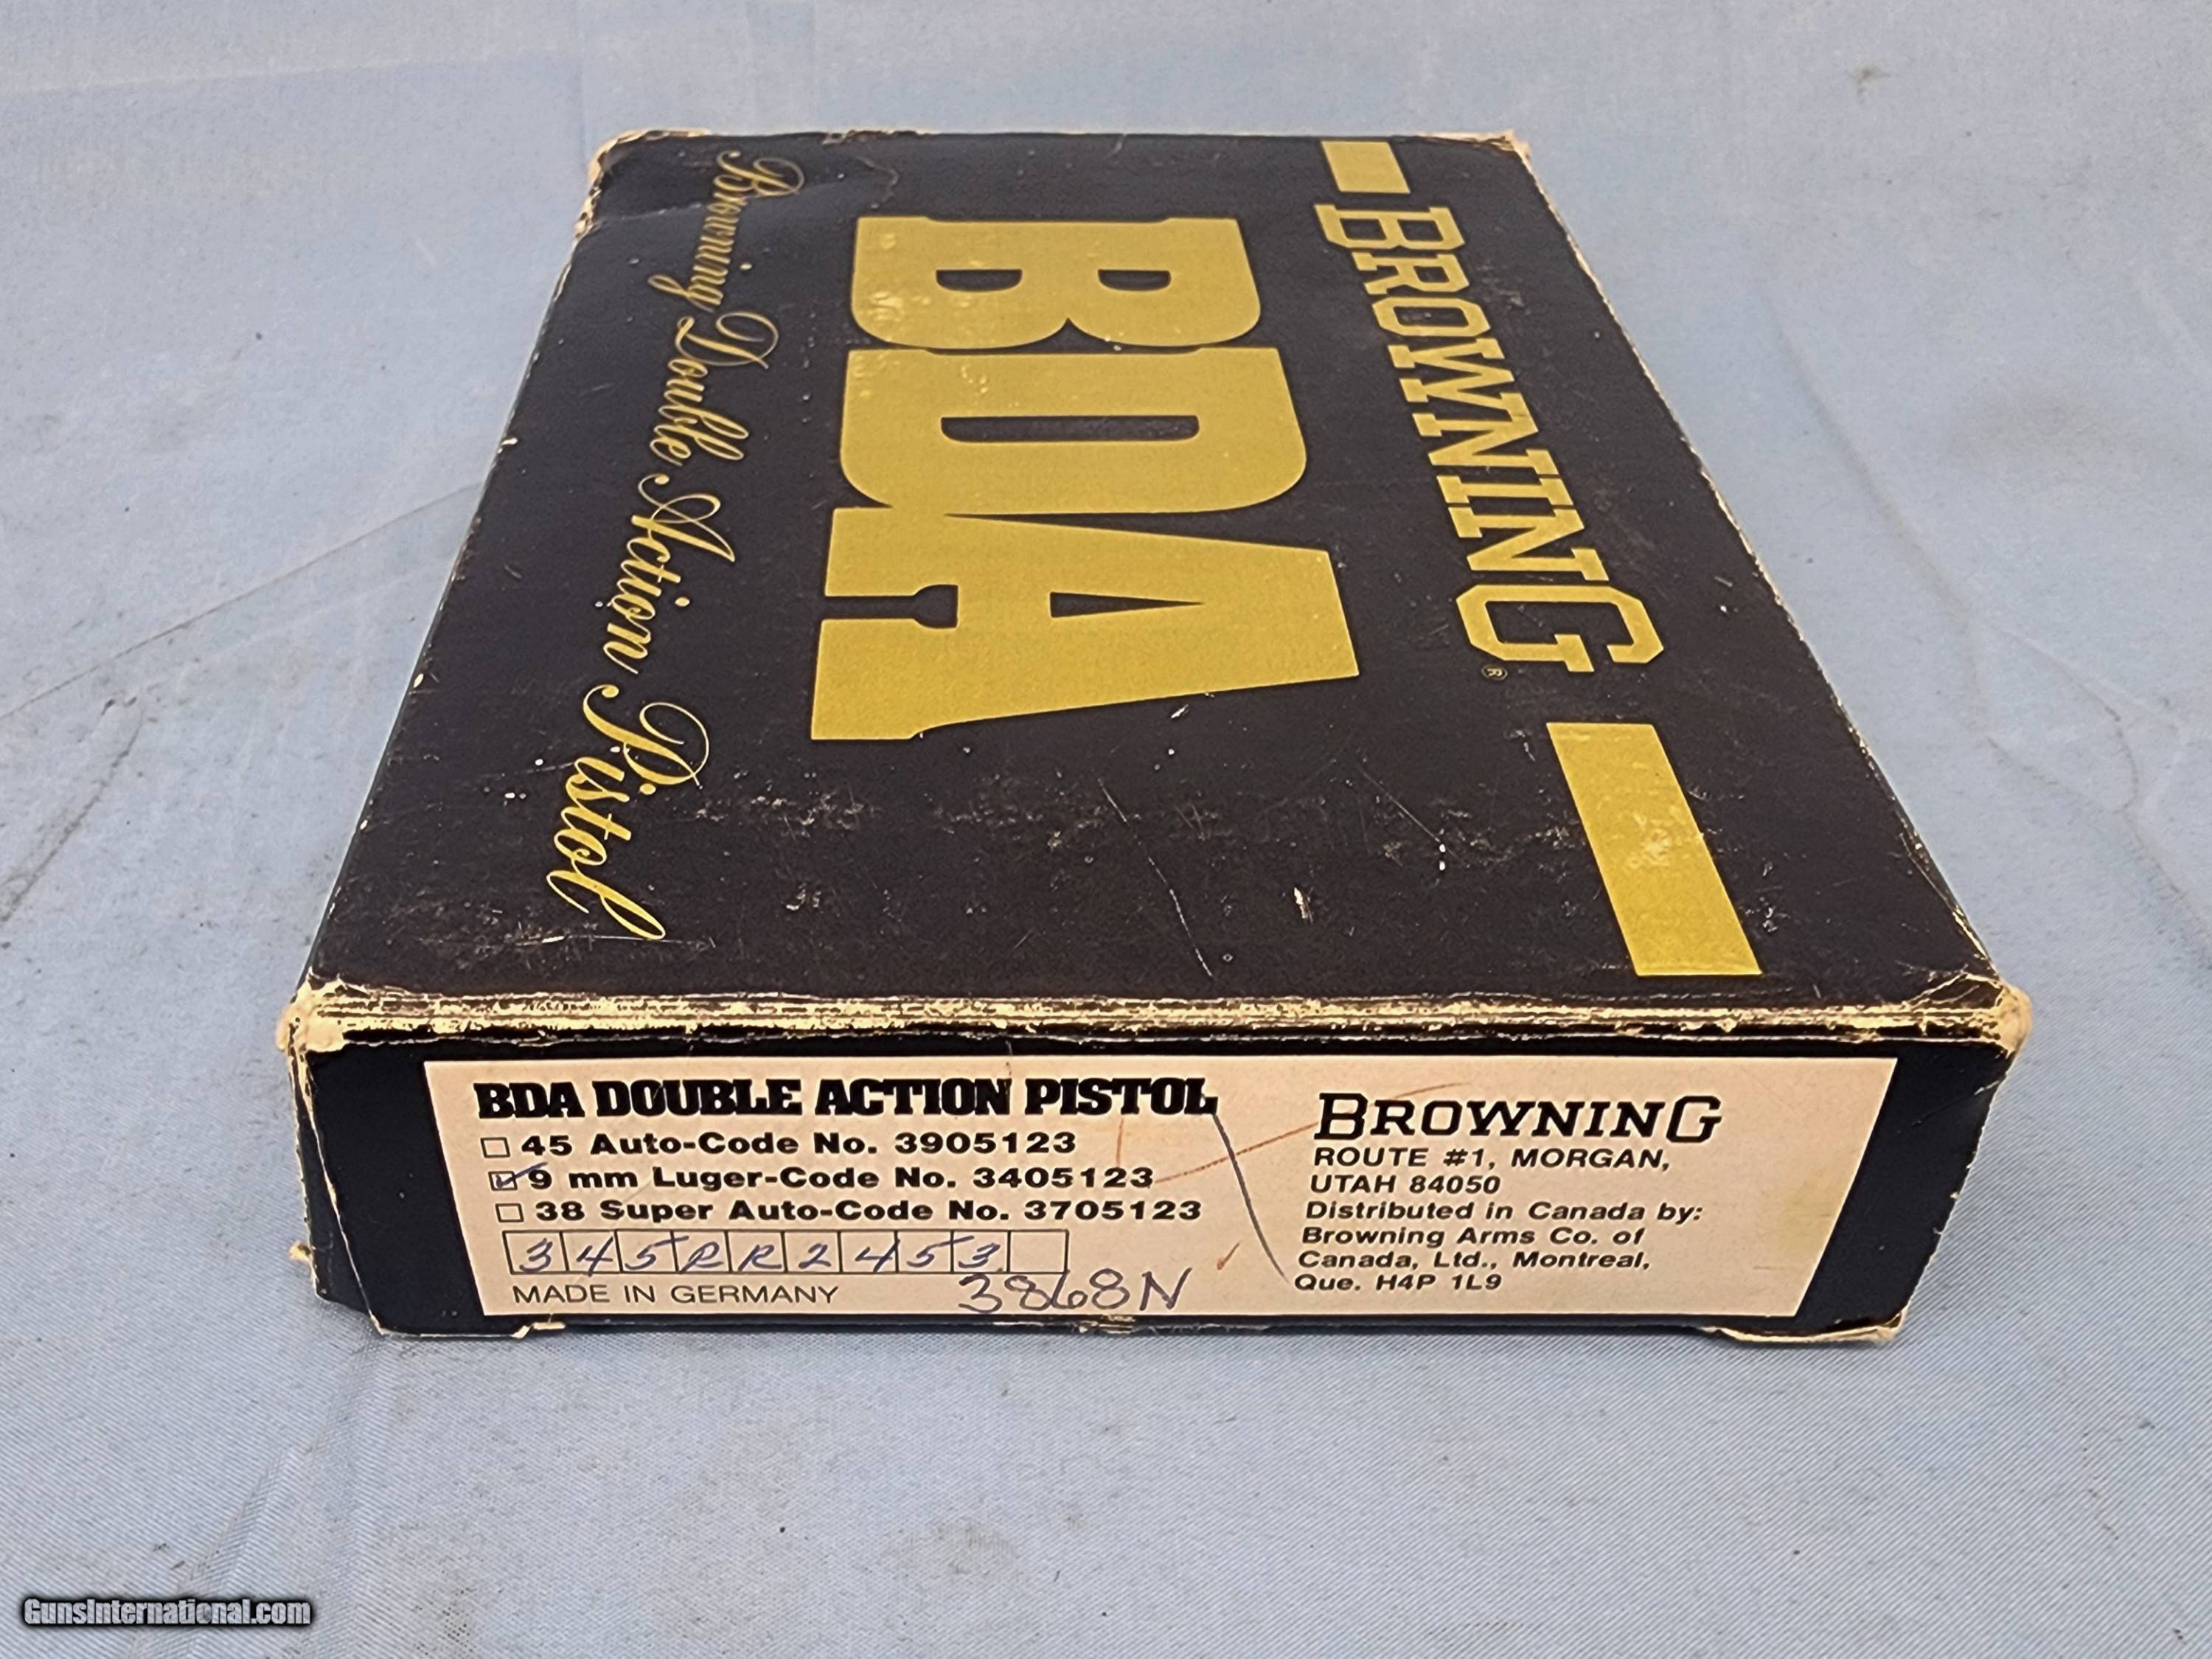 BROWNING®
BDA
Browning Double Action Pistol
BDA DOUBLE ACTION PISTOL
45 Auto-Code No. 3905123
9 mm Luger-Code No. 3405123
38 Super Auto-Code No. 3705123
345RR2453
MADE IN GERMANY
3868N
BROWNING
ROUTE #1, MORGAN,
UTAH 84050
Distributed in Canada by:
Browning Arms Co. of
Canada, Ltd., Montreal,
Que. H4P 1L9
GunsInternational.com